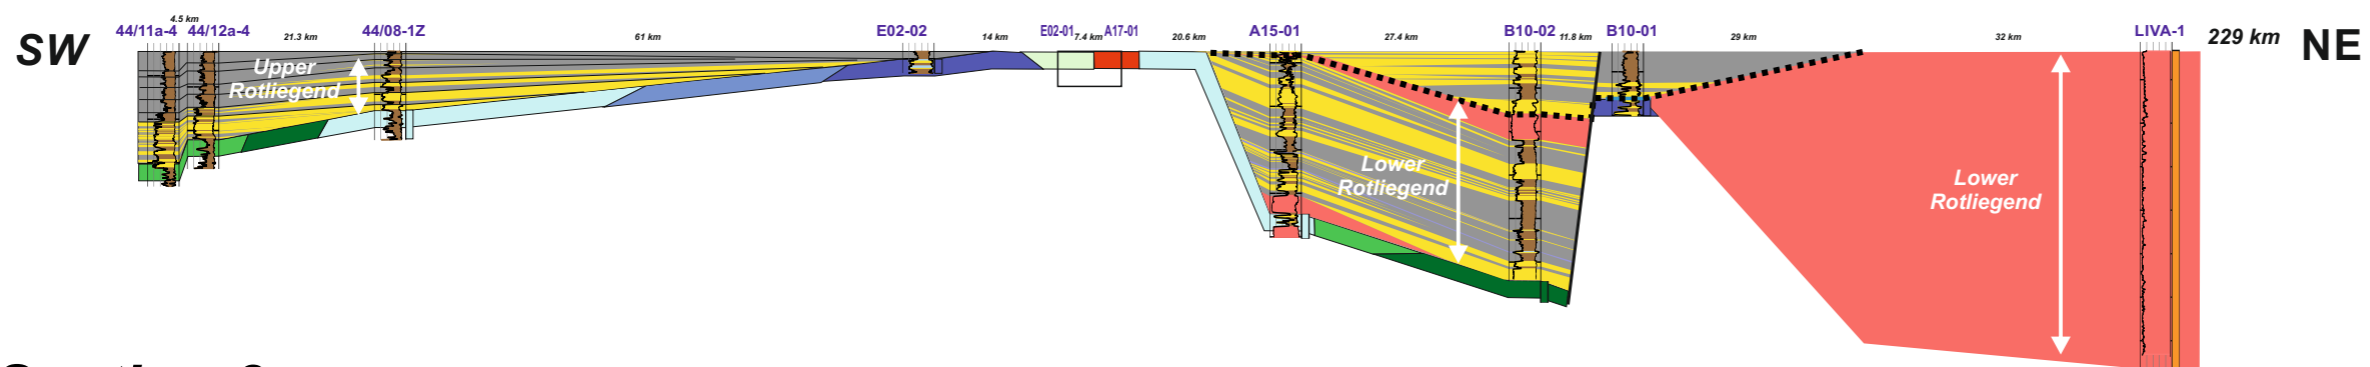 SW
4.5 km
44/11a-4
44/12a-4
21.3 km
44/08-1Z
61 km
E02-02
14 km
E02-01
7.4 km
A17-01
20.6 km
A15-01
27.4 km
B10-02
11.8 km
B10-01
29 km
32 km
LIVA-1
229 km
NE
Upper
Rotliegend
Lower
Rotliegend
Lower
Rotliegend